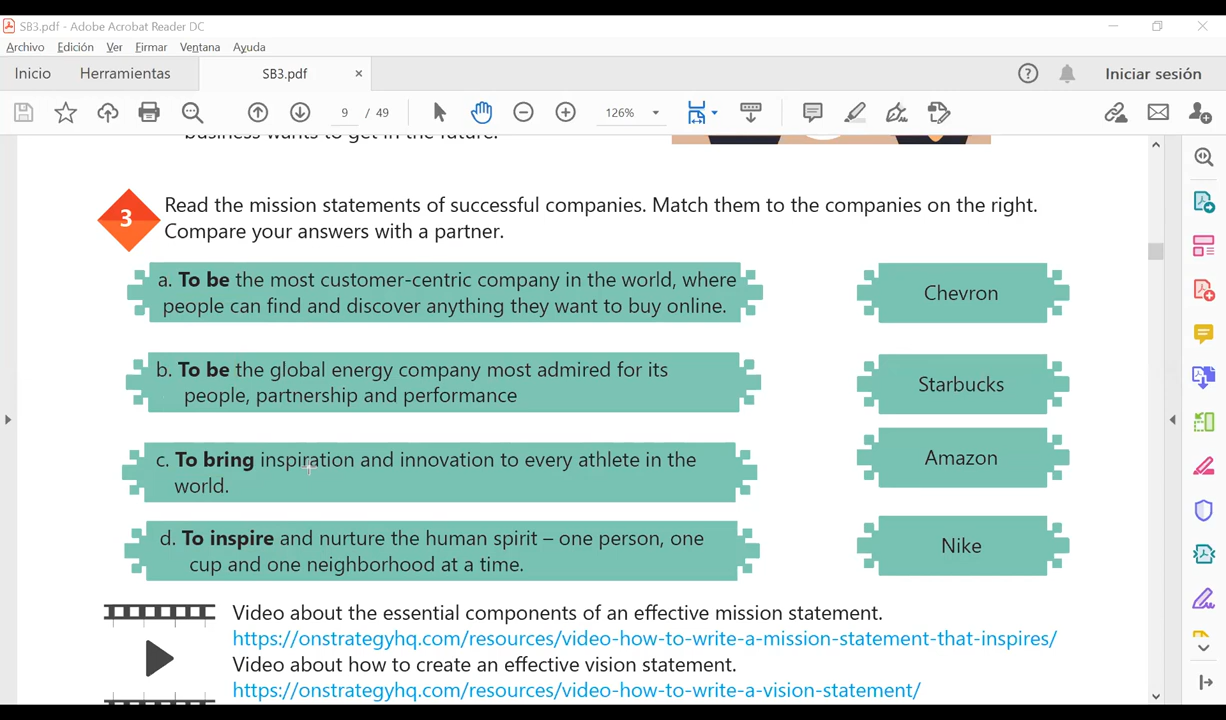 SB3.pdf - Adobe Acrobat Reader DC
Archivo Edición Ver Firmar Ventana Ayuda
Inicio Herramientas SB3.pdf × Iniciar sesión
9 / 49 126%
business wants to get in the future.
3
Read the mission statements of successful companies. Match them to the companies on the right.
Compare your answers with a partner.
a. To be the most customer-centric company in the world, where
people can find and discover anything they want to buy online.
Chevron
b. To be the global energy company most admired for its
people, partnership and performance
Starbucks
c. To bring inspiration and innovation to every athlete in the
world.
Amazon
d. To inspire and nurture the human spirit – one person, one
cup and one neighborhood at a time.
Nike
Video about the essential components of an effective mission statement.
https://onstrategyhq.com/resources/video-how-to-write-a-mission-statement-that-inspires/
Video about how to create an effective vision statement.
https://onstrategyhq.com/resources/video-how-to-write-a-vision-statement/